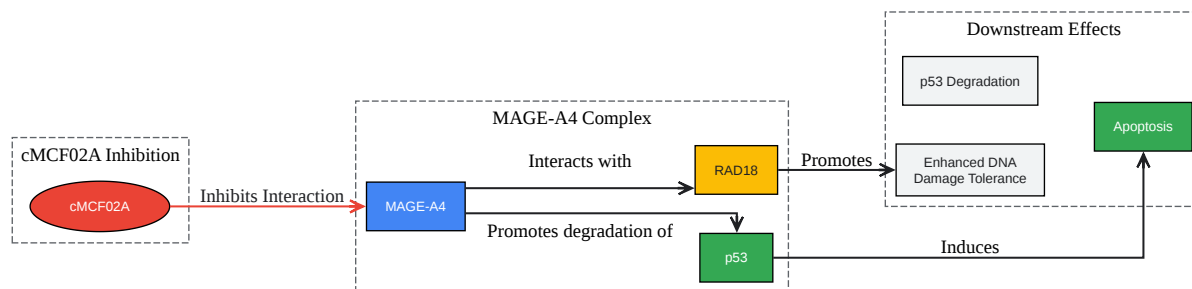 Downstream Effects
p53 Degradation
MAGE-A4 Complex
Apoptosis
cMCF02A Inhibition
Interacts with
RAD18
Promotes
Enhanced DNA
Damage Tolerance
cMCF02A
Inhibits Interaction
MAGE-A4
Promotes degradation of
p53
Induces